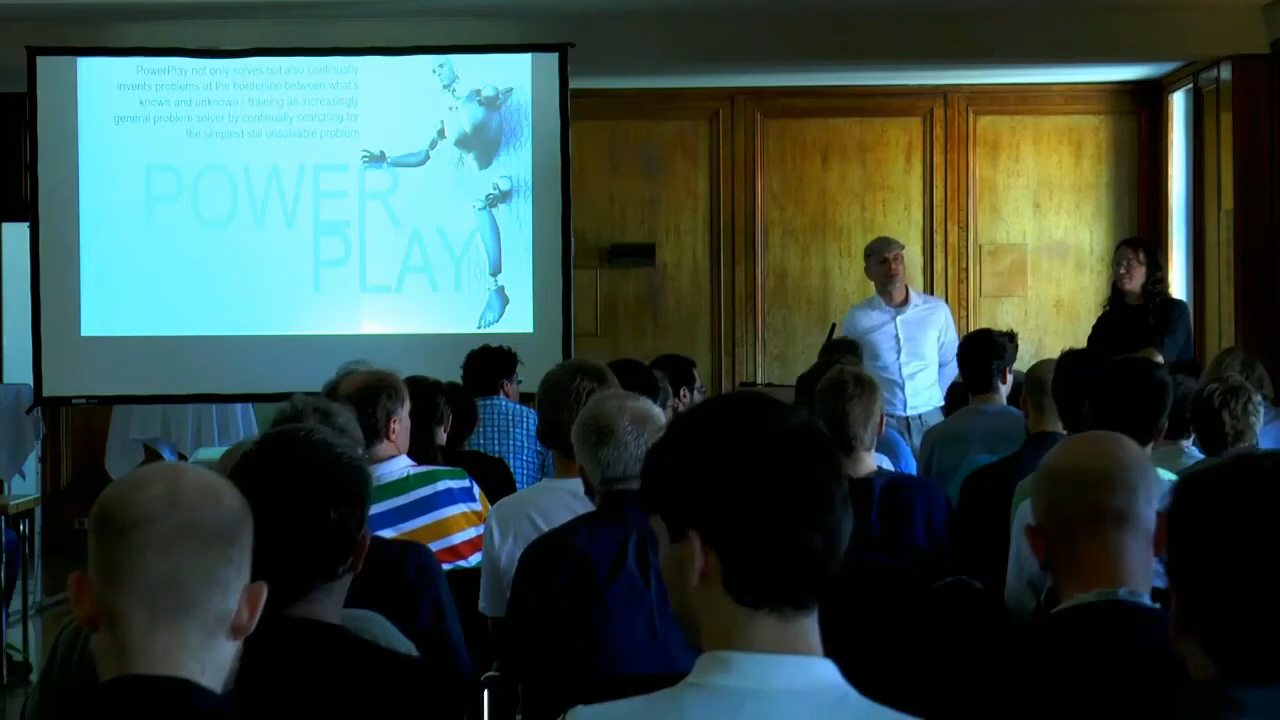 PowerPlay not only solves but also continually
invents problems at the borderline between what's
known and unknown - training an increasingly
general problem solver by continually searching for
the simplest still unsolvable problem
POWER
PLAY